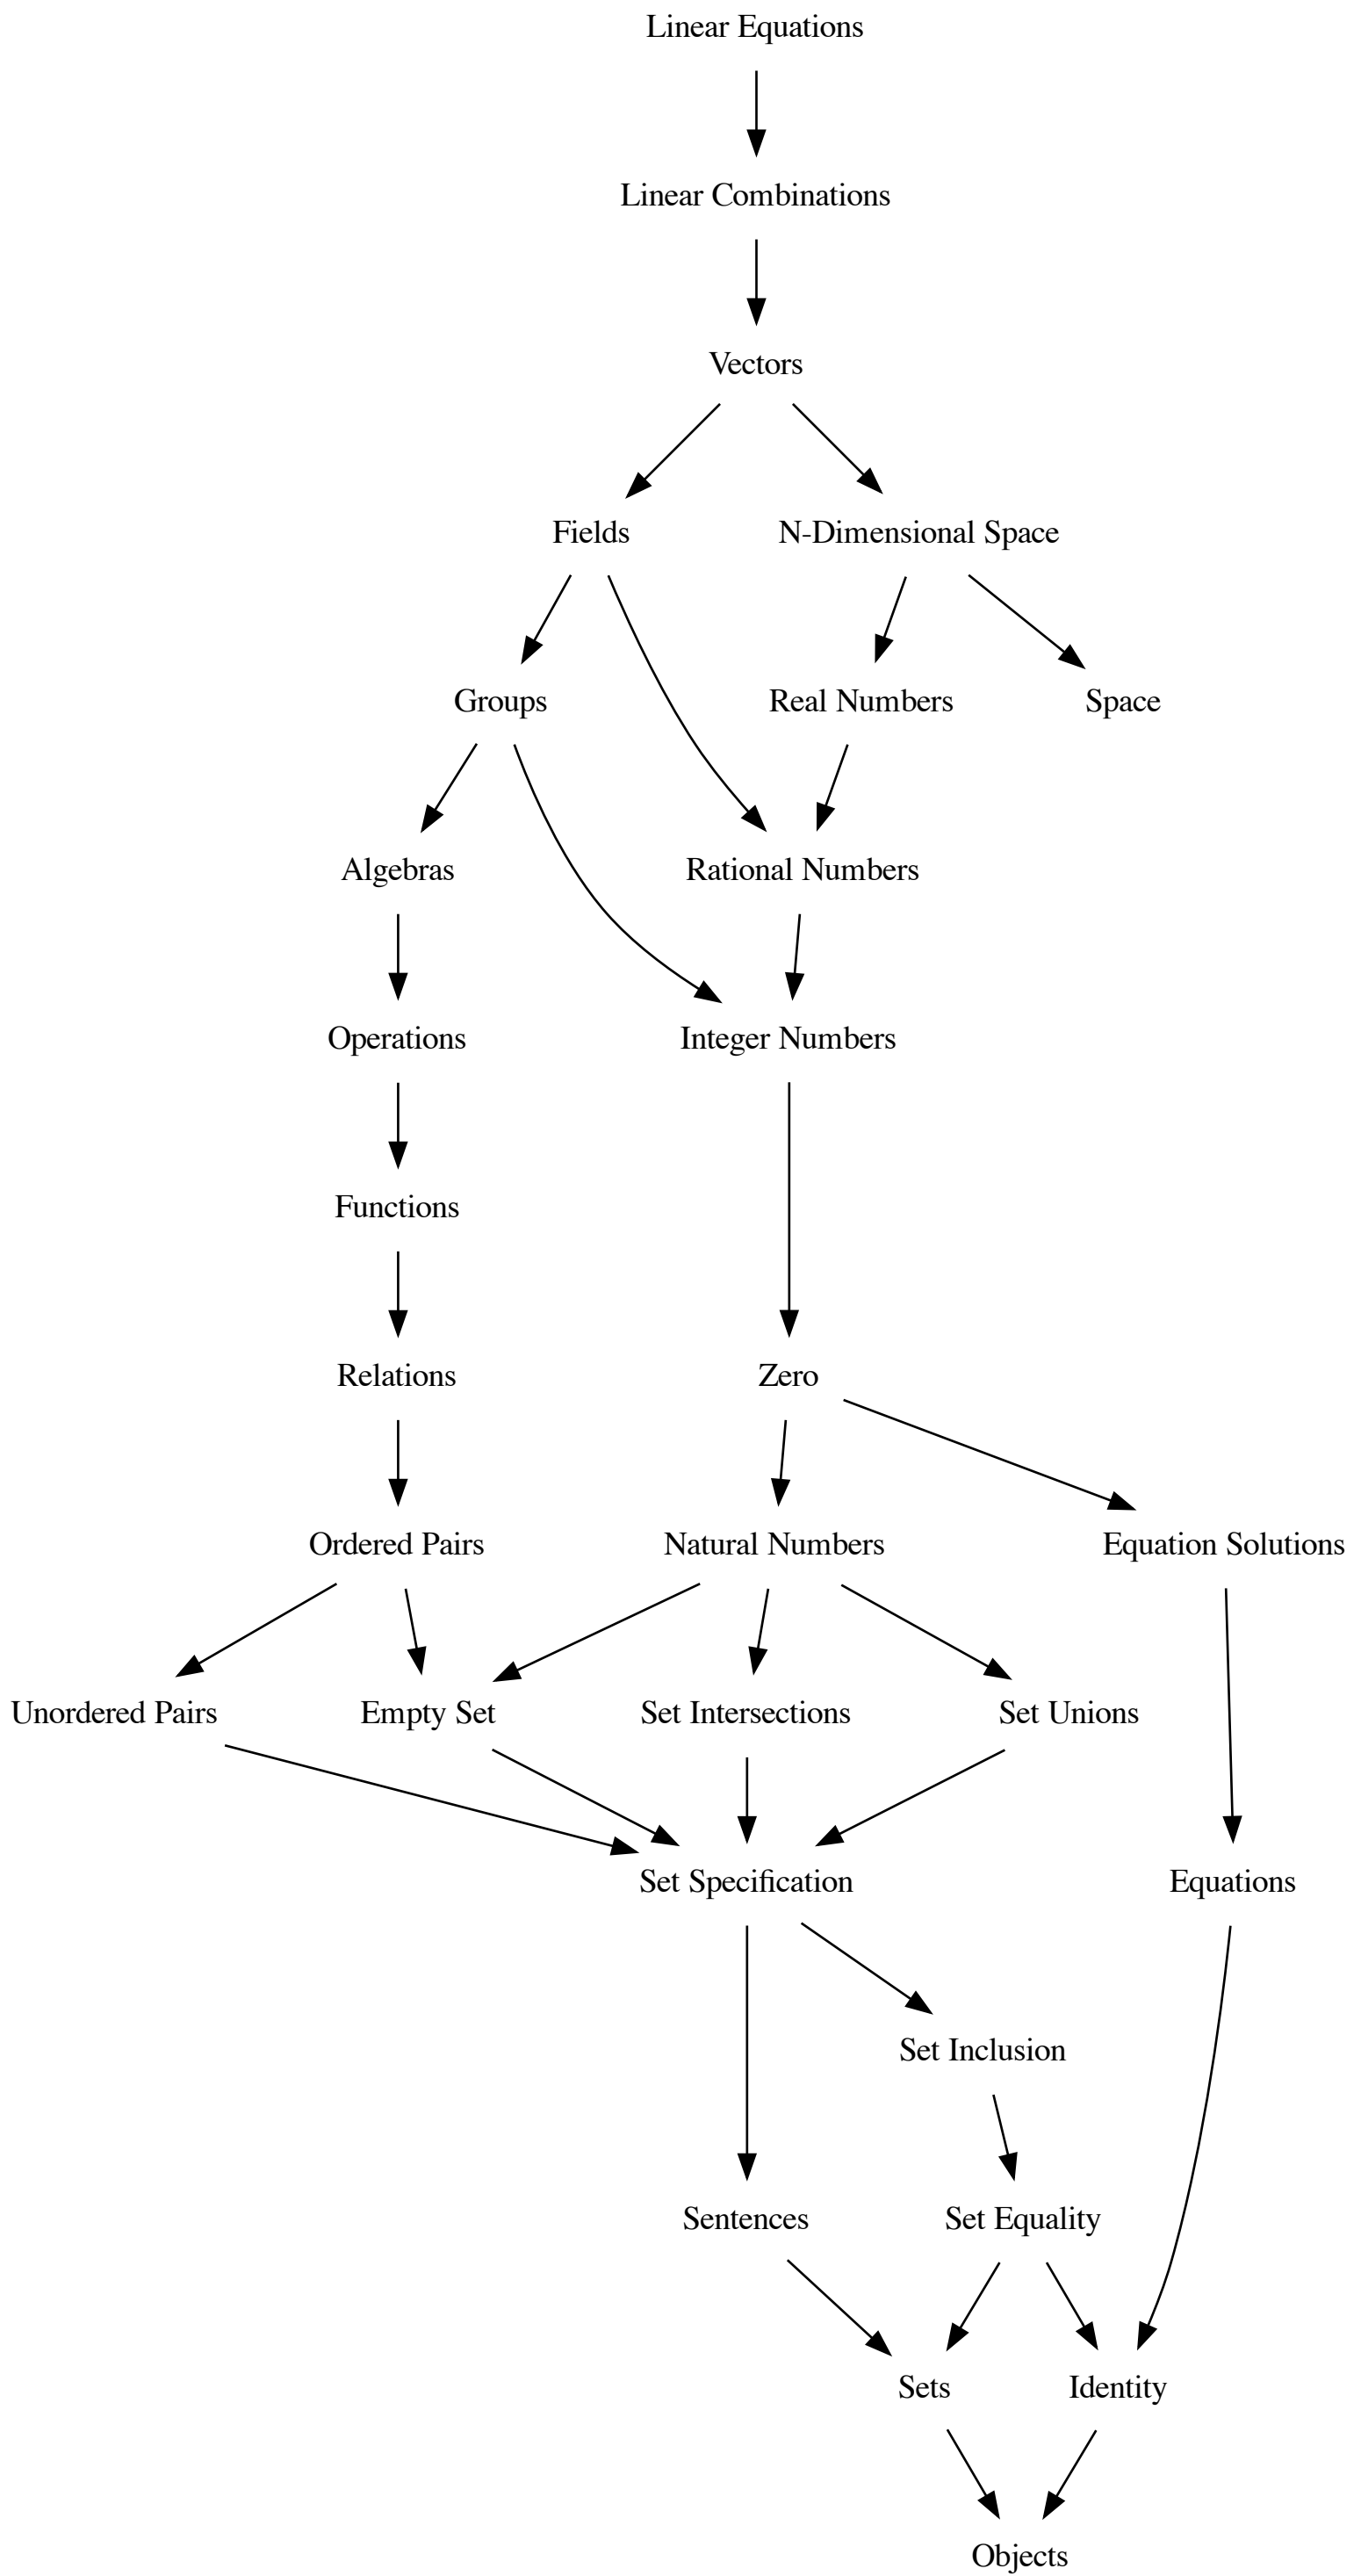 Linear Equations
Linear Combinations
Vectors
Fields
N-Dimensional Space
Groups
Real Numbers
Space
Algebras
Rational Numbers
Operations
Integer Numbers
Functions
Relations
Zero
Ordered Pairs
Natural Numbers
Equation Solutions
Unordered Pairs
Empty Set
Set Intersections
Set Unions
Set Specification
Equations
Set Inclusion
Sentences
Set Equality
Sets
Identity
Objects